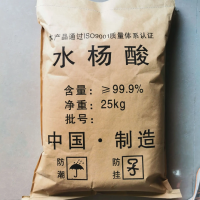 本产品通过ISO9001质量体系认证
水杨酸
含量：≥99.9%
净重：25kg
批号：
中国·制造
防 防
潮 挂